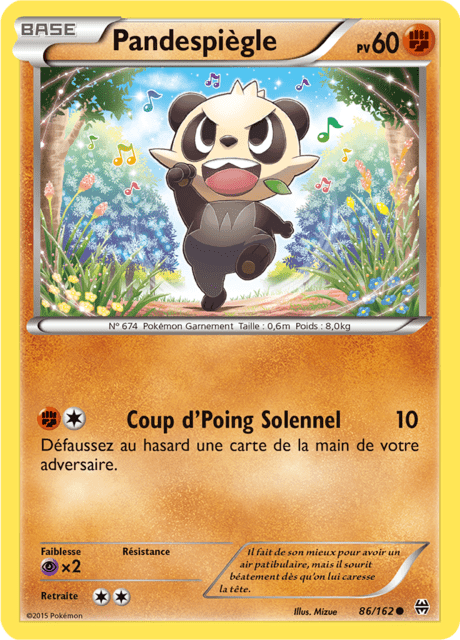 BASE
Pandespiègle
PV60
N° 674 Pokémon Garnement Taille : 0,6m Poids : 8,0kg
Coup d'Poing Solennel 10
Défaussez au hasard une carte de la main de votre
adversaire.
Faiblesse Résistance
×2
Retraite
Il fait de son mieux pour avoir un
air patibulaire, mais il sourit
béatement dès qu'on lui caresse
la tête.
©2015 Pokémon
Illus. Mizue 86/162